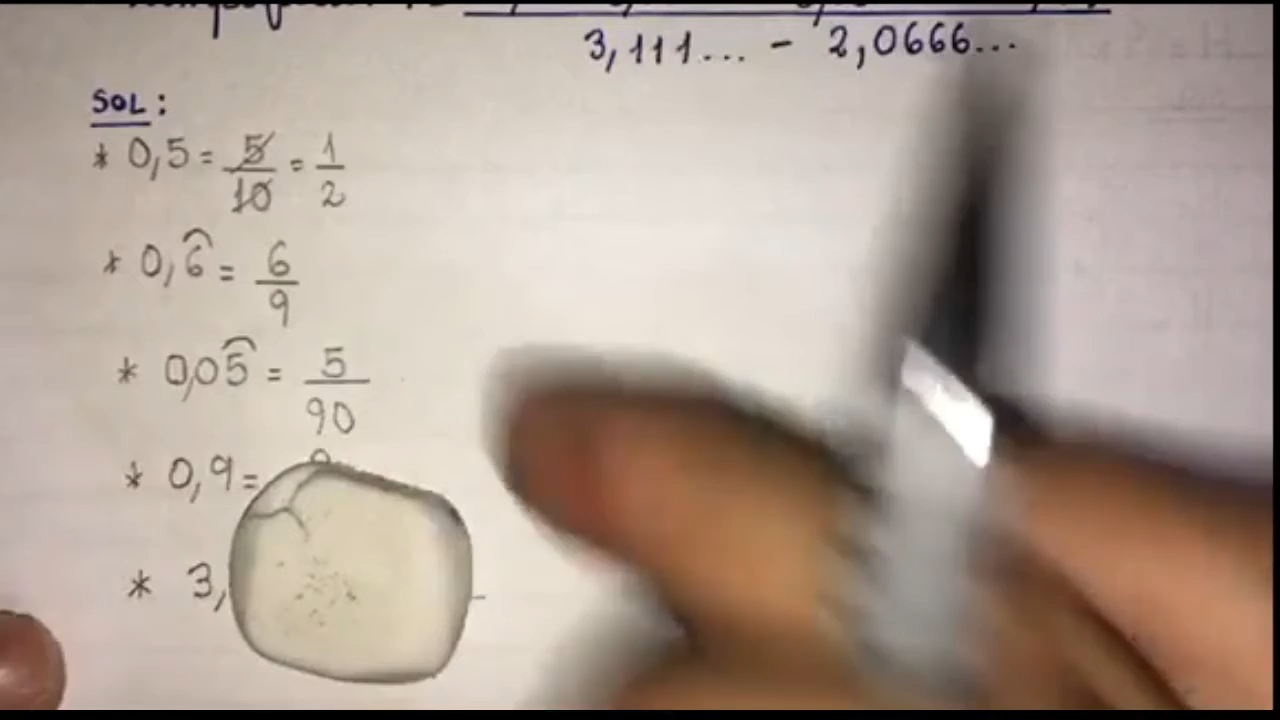 3,111... - 2,0666...
SOL:
* 0,5 = 5/10 = 1/2
* 0,6̑ = 6/9
* 0,05̑ = 5/90
* 0,9 =
* 3,